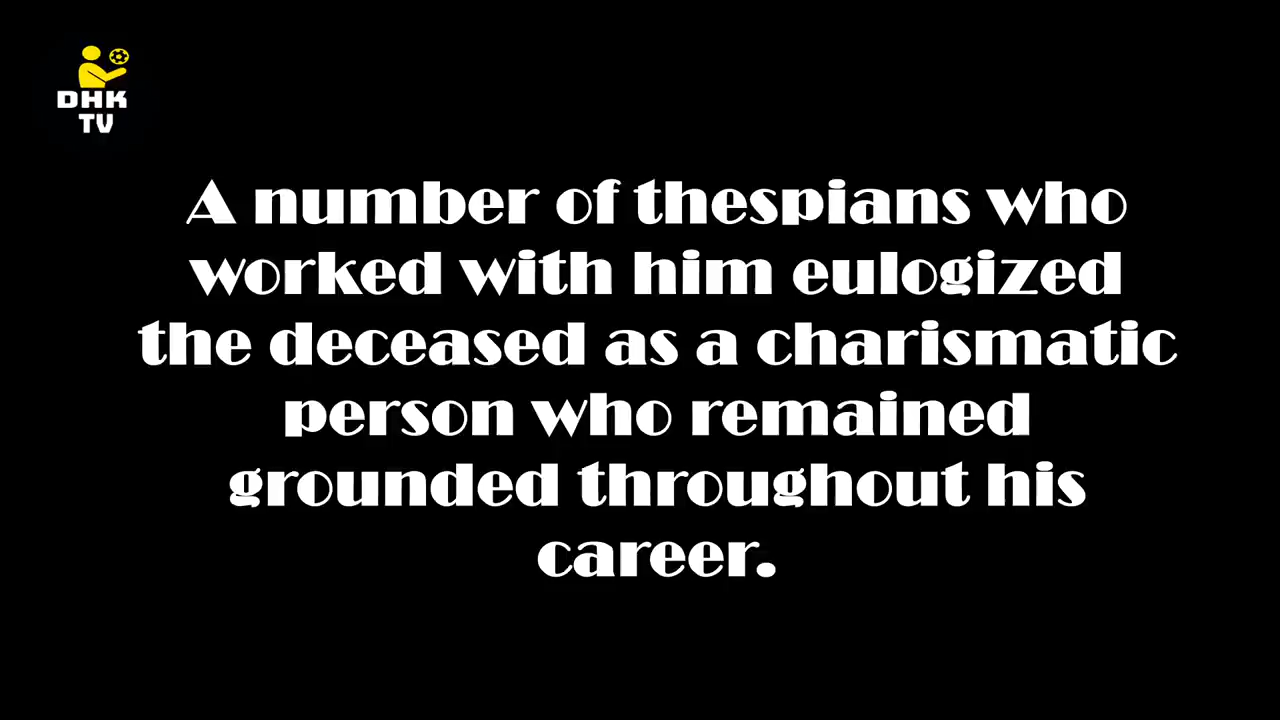 DHK
TV
A number of thespians who
worked with him eulogized
the deceased as a charismatic
person who remained
grounded throughout his
career.